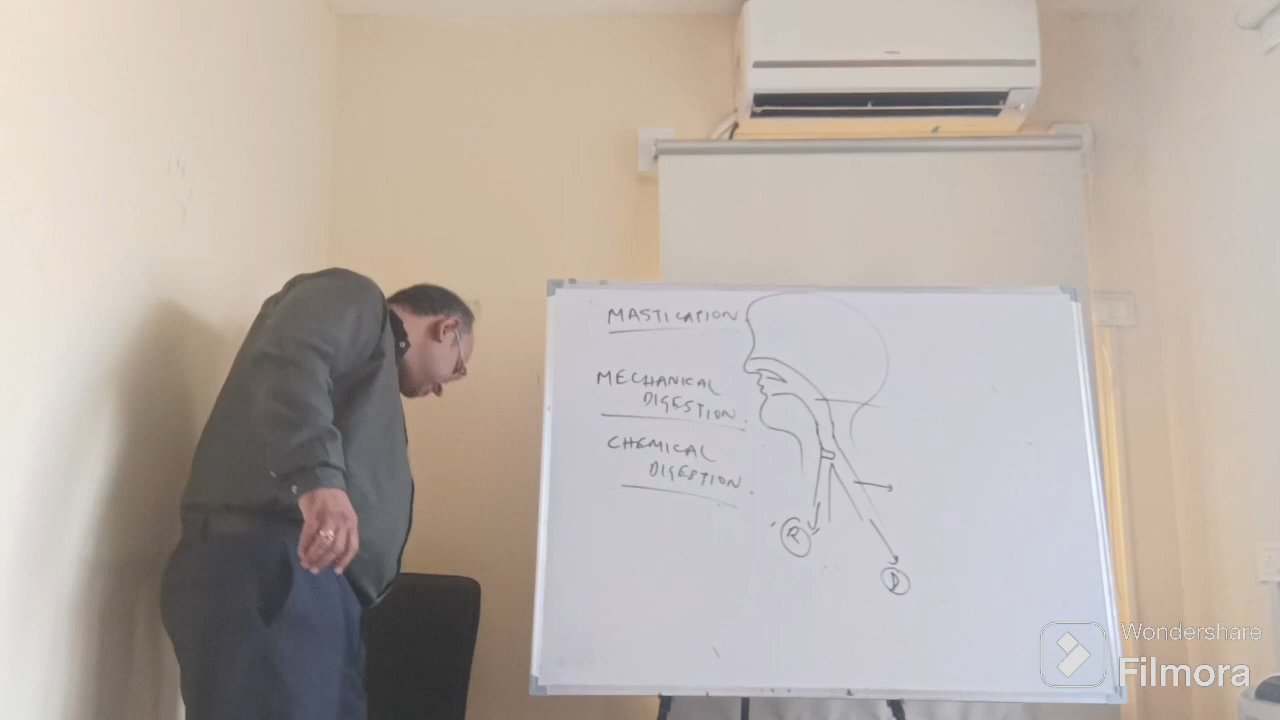 MASTICATION
MECHANICAL
DIGESTION.
CHEMICAL
DIGESTION.
R
D
Wondershare
Filmora